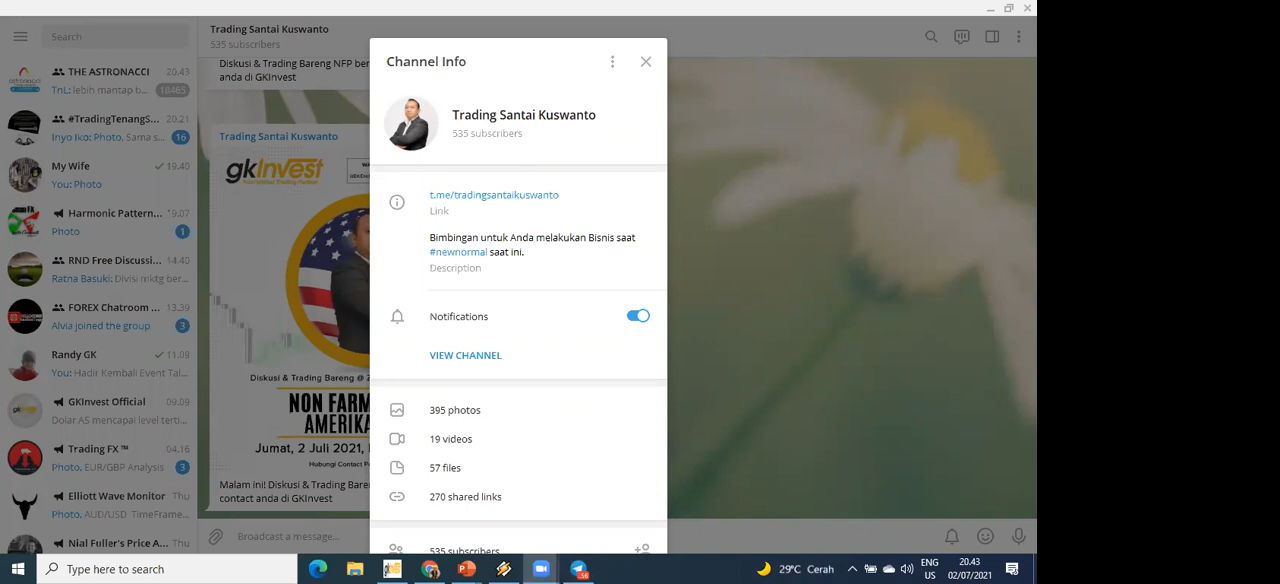 Search
Trading Santai Kuswanto
535 subscribers
THE ASTRONACCI 20.43
TnL: lebih mantap b... 18465
#TradingTenangS... 20.21
Inyo Iko: Photo. Sama s... 16
My Wife 19.40
You: Photo
Harmonic Pattern... 19.07
Photo 1
RND Free Discussi... 14.40
Ratna Basuki: Divisi mktg ber...
FOREX Chatroom ... 13.39
Alvia joined the group 3
Randy GK 11.09
You: Hadir Kembali Event Tal...
GKInvest Official 09.09
Dolar AS mencapai level terti...
Trading FX ™ 04.16
Photo, EUR/GBP Analysis 3
Elliott Wave Monitor Thu
Photo, AUD/USD TimeFrame...
Nial Fuller's Price A... Thu
Diskusi & Trading Bareng NFP ber
anda di GKInvest
Trading Santai Kuswanto
gkinvest
Diskusi & Trading Bareng @
NON FARM
AMERIKA
Jumat, 2 Juli 2021,
Hubungi Contact P
Malam ini! Diskusi & Trading Bare
contact anda di GKInvest
Broadcast a message...
Channel Info
Trading Santai Kuswanto
535 subscribers
t.me/tradingsantaikuswanto
Link
Bimbingan untuk Anda melakukan Bisnis saat
#newnormal saat ini.
Description
Notifications
VIEW CHANNEL
395 photos
19 videos
57 files
270 shared links
535 subscribers
Type here to search
29°C Cerah
ENG
US
20.43
02/07/2021